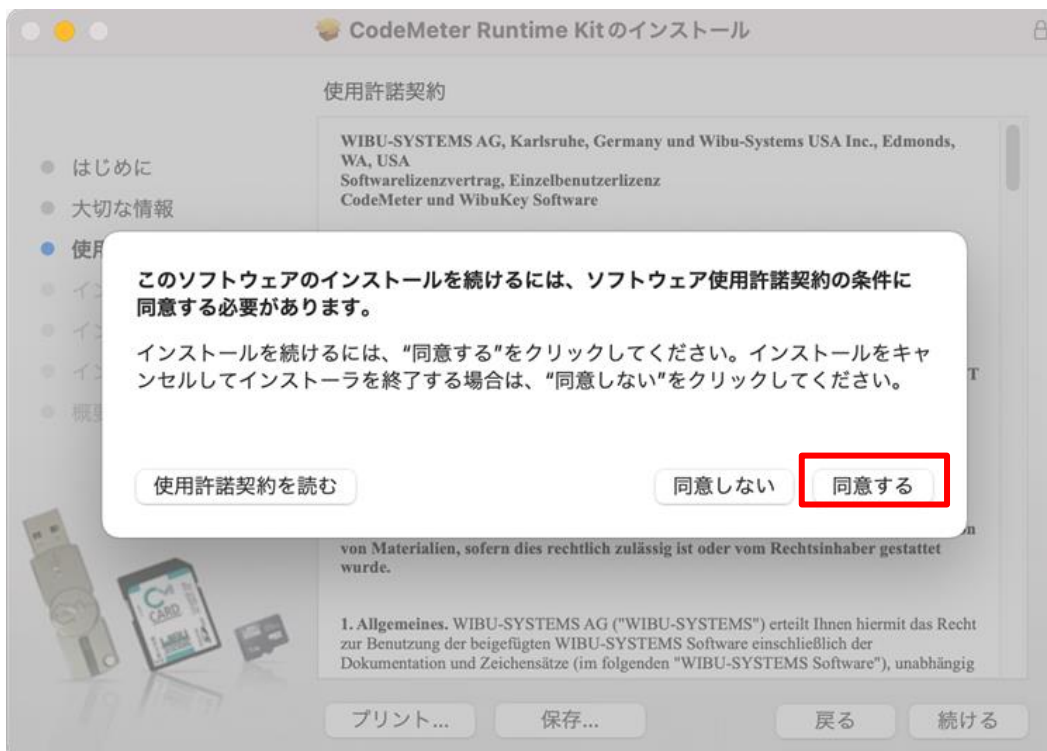 CodeMeter Runtime Kitのインストール
使用許諾契約
はじめに
大切な情報
使用
WIBU-SYSTEMS AG, Karlsruhe, Germany und Wibu-Systems USA Inc., Edmonds,
WA, USA
Softwarelizenzvertrag, Einzelbenutzerlizenz
CodeMeter und WibuKey Software
このソフトウェアのインストールを続けるには、ソフトウェア使用許諾契約の条件に
同意する必要があります。
インストールを続けるには、“同意する”をクリックしてください。インストールをキャ
ンセルしてインストーラを終了する場合は、“同意しない”をクリックしてください。
使用許諾契約を読む
同意しない
同意する
von Materialien, sofern dies rechtlich zulässig ist oder vom Rechtsinhaber gestattet
wurde.
1. Allgemeines. WIBU-SYSTEMS AG ("WIBU-SYSTEMS") erteilt Ihnen hiermit das Recht
zur Benutzung der beigefügten WIBU-SYSTEMS Software einschließlich der
Dokumentation und Zeichensätze (im folgenden "WIBU-SYSTEMS Software"), unabhängig
CARD
プリント...
保存...
戻る
続ける